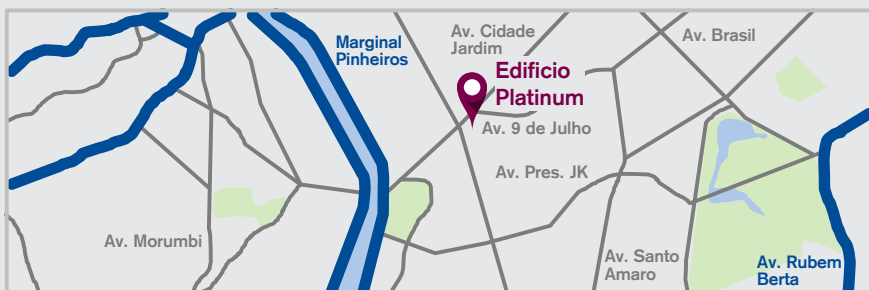 Marginal
Pinheiros
Av. Cidade
Jardim
Av. Brasil
Edificio
Platinum
Av. 9 de Julho
Av. Pres. JK
Av. Morumbi
Av. Santo
Amaro
Av. Rubem
Berta